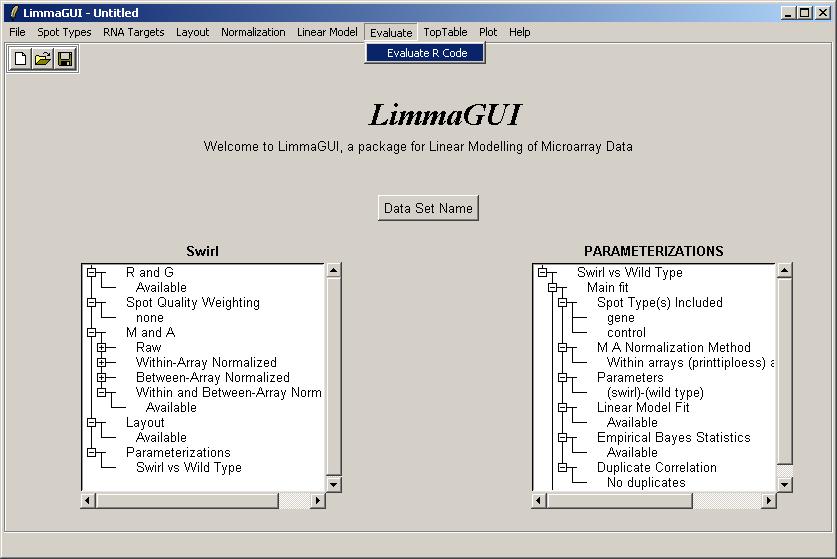 LimmaGUI - Untitled
File Spot Types RNA Targets Layout Normalization Linear Model Evaluate TopTable Plot Help
Evaluate R Code
LimmaGUI
Welcome to LimmaGUI, a package for Linear Modelling of Microarray Data
Data Set Name
Swirl
R and G
Available
Spot Quality Weighting
none
M and A
Raw
Within-Array Normalized
Between-Array Normalized
Within and Between-Array Norm
Available
Layout
Available
Parameterizations
Swirl vs Wild Type
PARAMETERIZATIONS
Swirl vs Wild Type
Main fit
Spot Type(s) Included
gene
control
M A Normalization Method
Within arrays (printtiploess) a
Parameters
(swirl)-(wild type)
Linear Model Fit
Available
Empirical Bayes Statistics
Available
Duplicate Correlation
No duplicates